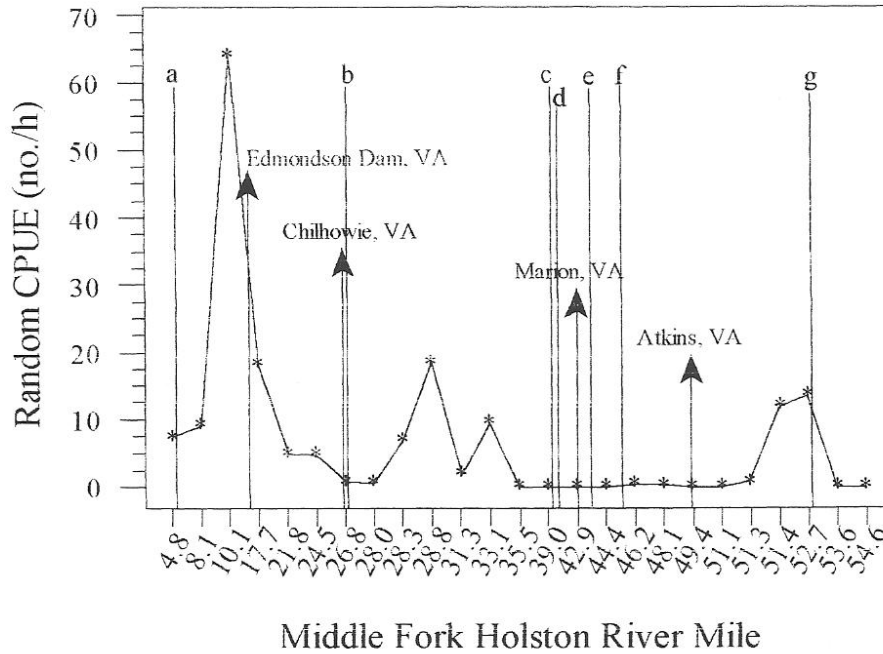 Random CPUE (no./h)
70
60
50
40
30
20
10
0
a
b
c
d
e
f
g
Edmondson Dam, VA
Chilhowie, VA
Marion, VA
Atkins, VA
4.8
8.1
10.1
17.7
21.8
24.5
26.8
28.0
28.3
28.8
31.3
33.1
35.5
39.0
42.9
44.4
46.2
48.1
49.4
51.1
51.3
51.4
52.7
53.6
54.6
Middle Fork Holston River Mile